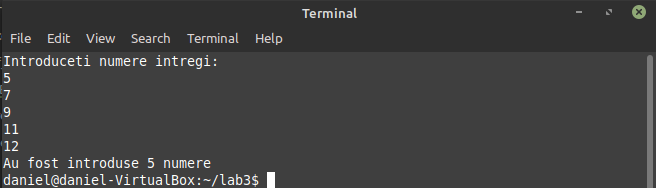 Terminal
File Edit View Search Terminal Help
Introduceti numere intregi:
5
7
9
11
12
Au fost introduse 5 numere
daniel@daniel-VirtualBox:~/lab3$